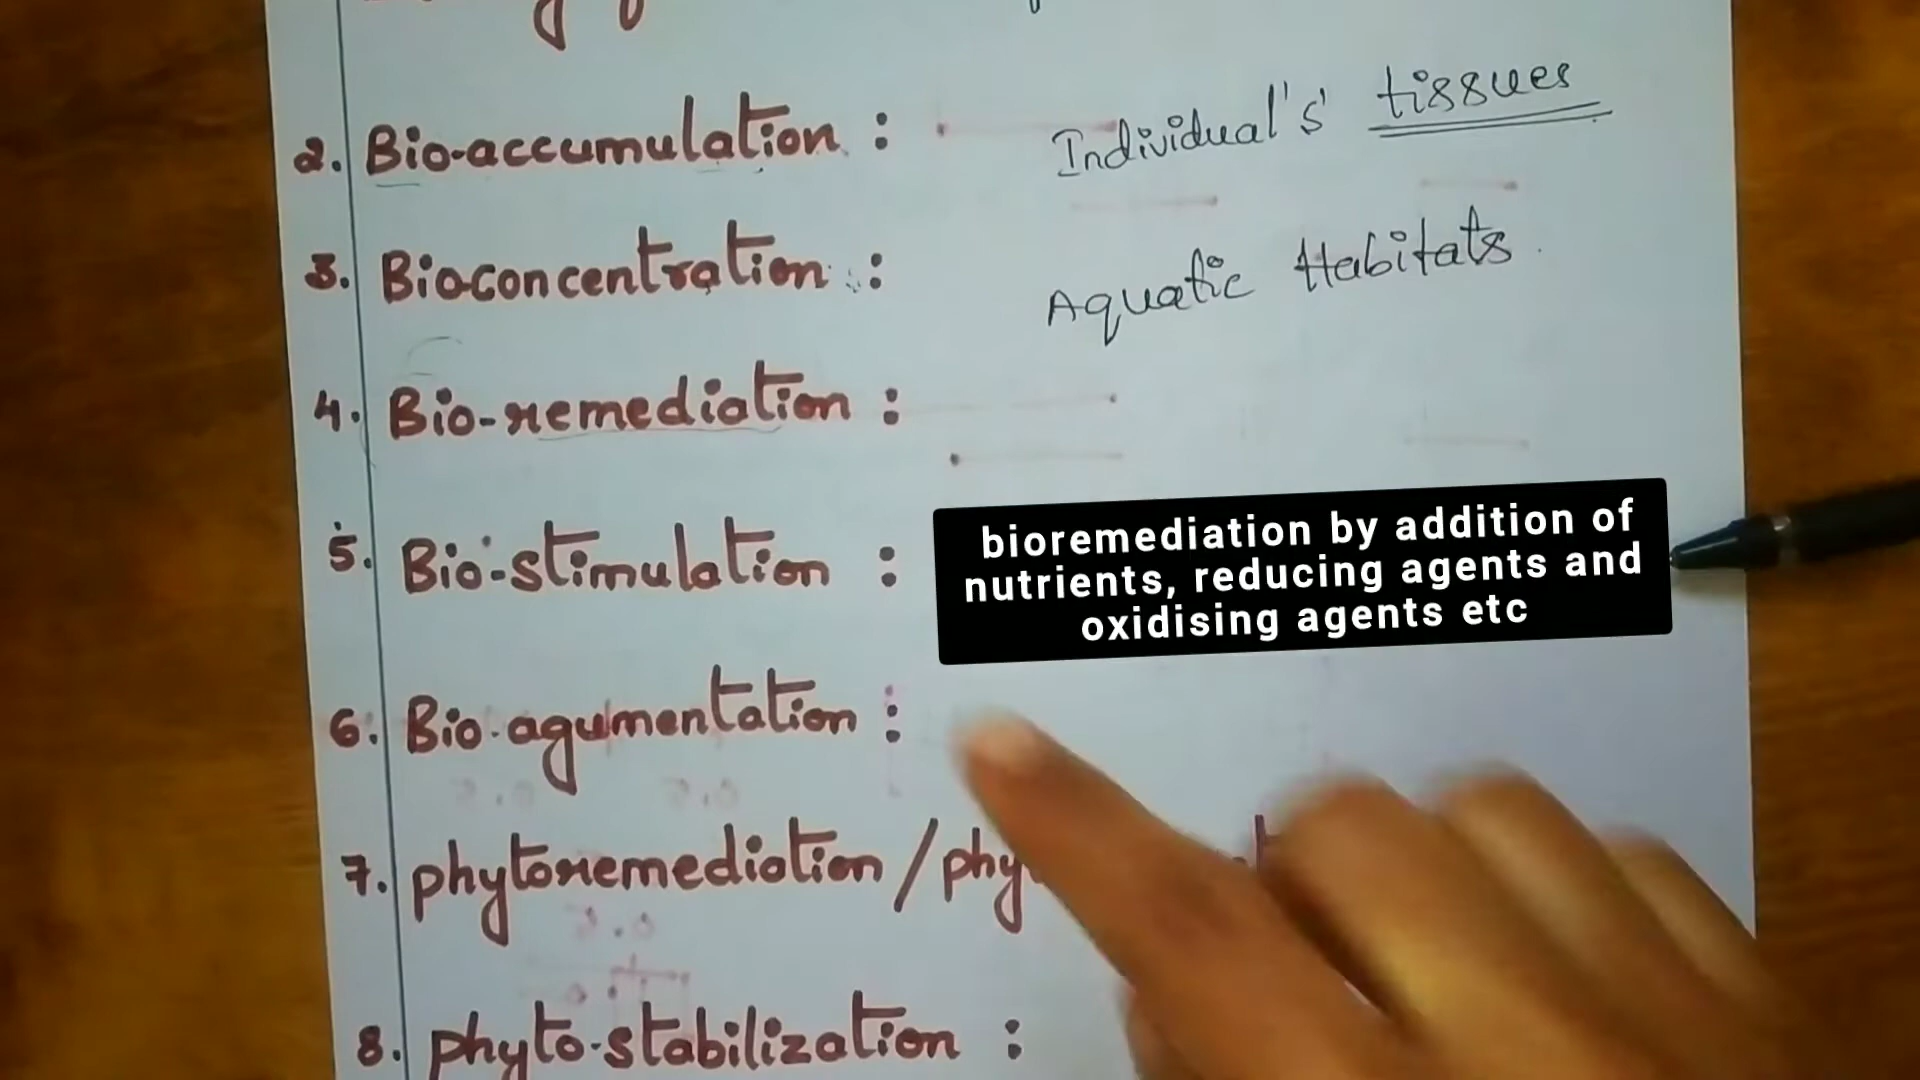 2. Bio-accumulation : Individual's' tissues
3. Bioconcentration : Aquatic Habitats
4. Bio-remediation :
5. Bio-stimulation :
bioremediation by addition of
nutrients, reducing agents and
oxidising agents etc
6. Bio-agumentation :
7. phytoremediation /
8. phyto-stabilization :